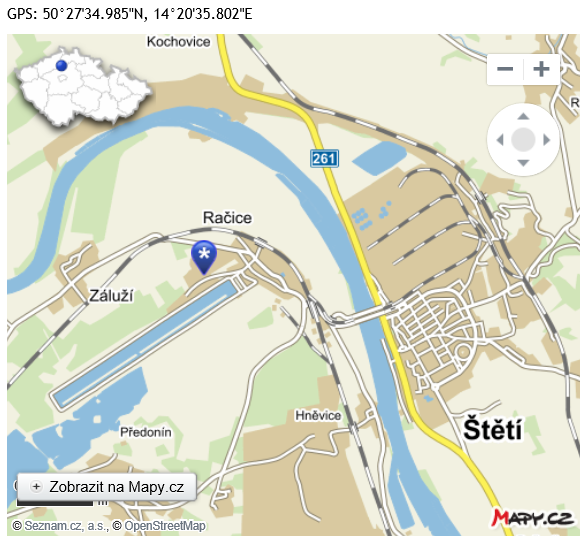 GPS: 50°27'34.985"N, 14°20'35.802"E
Kochovice
261
Račice
Záluží
Hněvice
Štětí
Předonín
+ Zobrazit na Mapy.cz
MAPY.CZ
© Seznam.cz, a.s., © OpenStreetMap